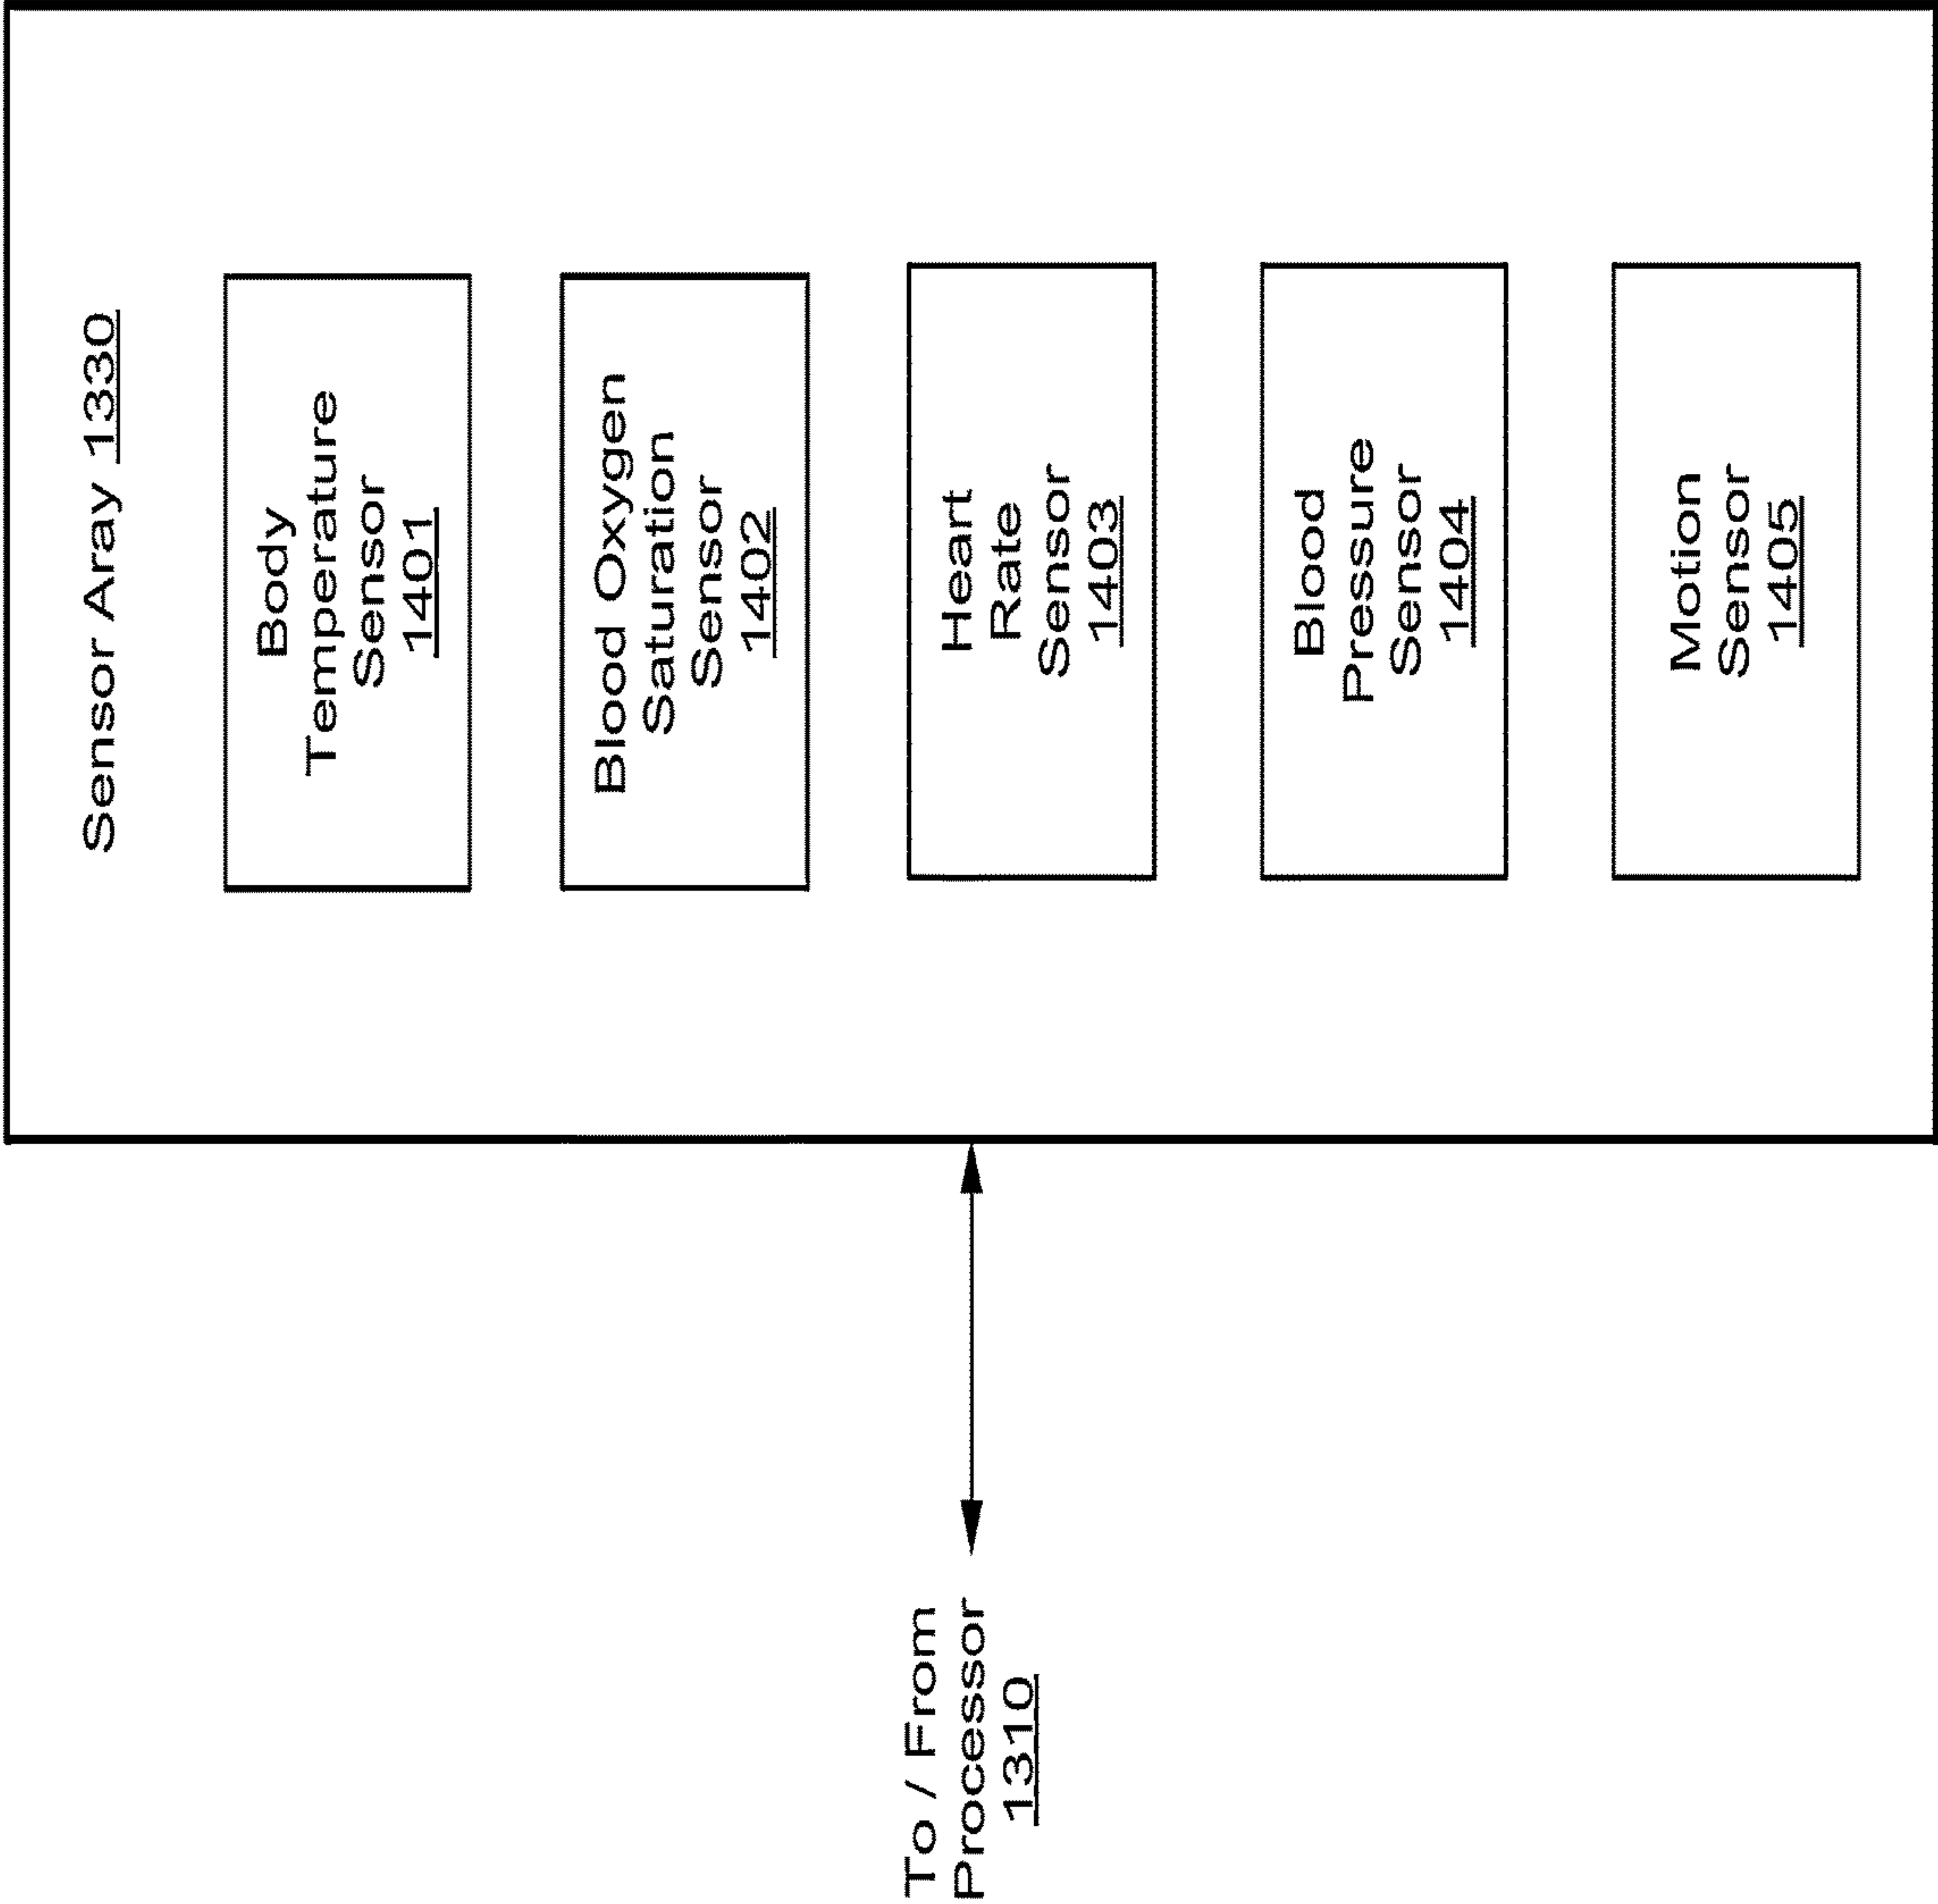 Sensor Aray 1330
Body
Temperature
Sensor
1401
Blood Oxygen
Saturation
Sensor
1402
Heart
Rate
Sensor
1403
Blood
Pressure
Sensor
1404
Motion
Sensor
1405
To / From
Processor
1310